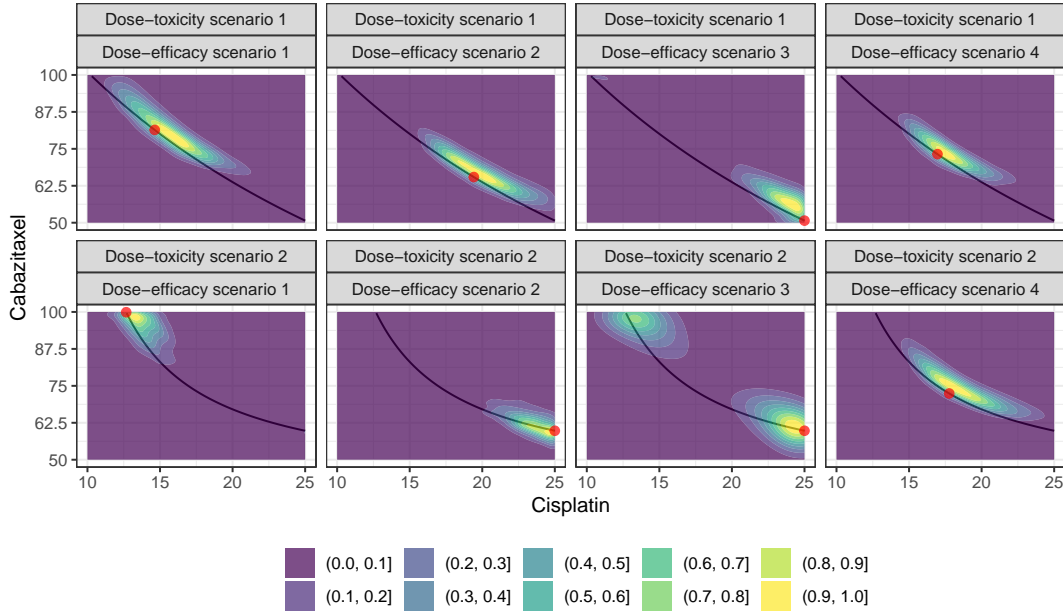 Dose−toxicity scenario 1 Dose−toxicity scenario 1 Dose−toxicity scenario 1 Dose−toxicity scenario 1
Dose−efficacy scenario 1 Dose−efficacy scenario 2 Dose−efficacy scenario 3 Dose−efficacy scenario 4
100
87.5
75
62.5
50
Cabazitaxel
Dose−toxicity scenario 2 Dose−toxicity scenario 2 Dose−toxicity scenario 2 Dose−toxicity scenario 2
Dose−efficacy scenario 1 Dose−efficacy scenario 2 Dose−efficacy scenario 3 Dose−efficacy scenario 4
100
87.5
75
62.5
50
10 15 20 25 10 15 20 25 10 15 20 25 10 15 20 25
Cisplatin
(0.0, 0.1] (0.2, 0.3] (0.4, 0.5] (0.6, 0.7] (0.8, 0.9]
(0.1, 0.2] (0.3, 0.4] (0.5, 0.6] (0.7, 0.8] (0.9, 1.0]